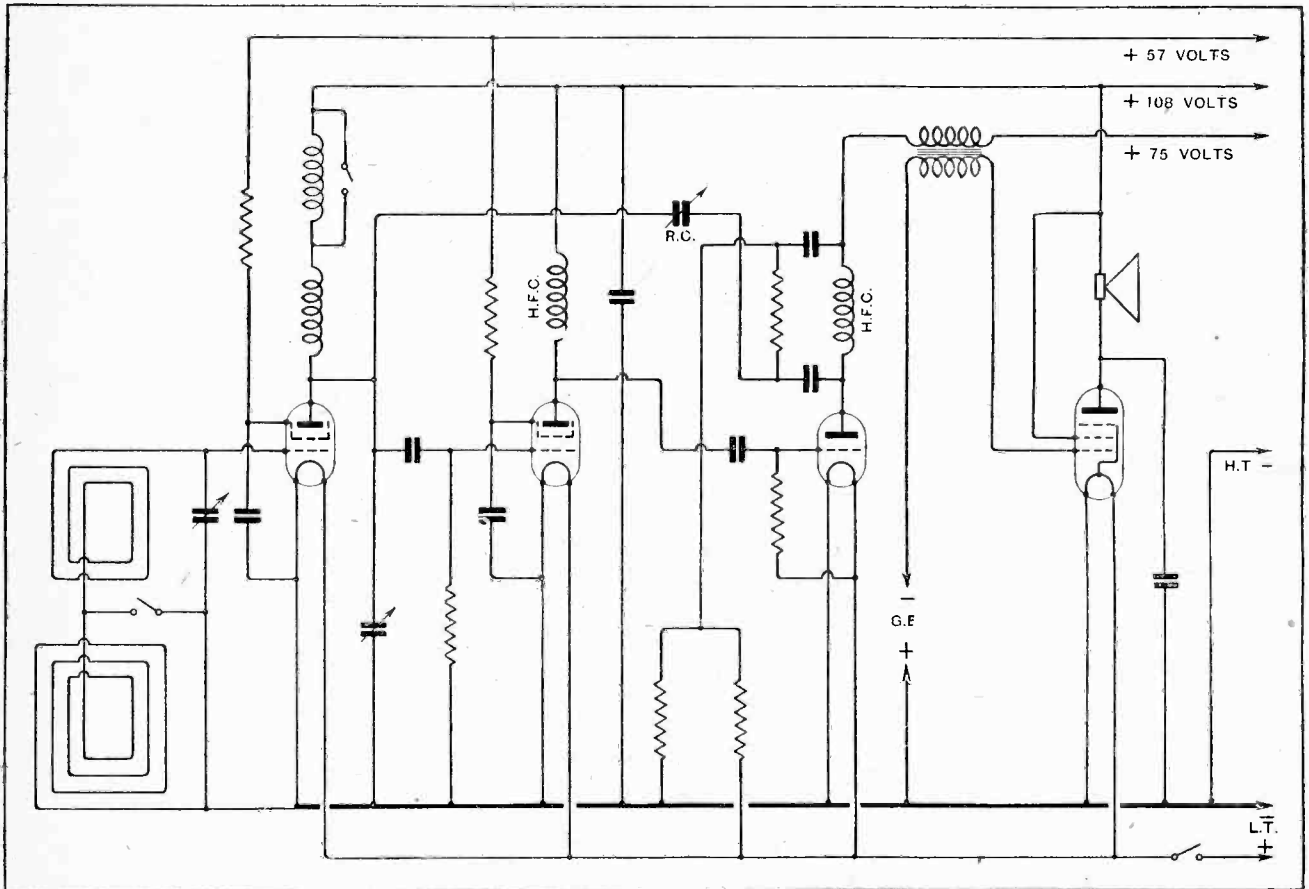 + 57 VOLTS
+ 108 VOLTS
+ 75 VOLTS
R.C.
H.F.C.
H.F.C.
H.T -
G.B
-
+
L.T.
-
+